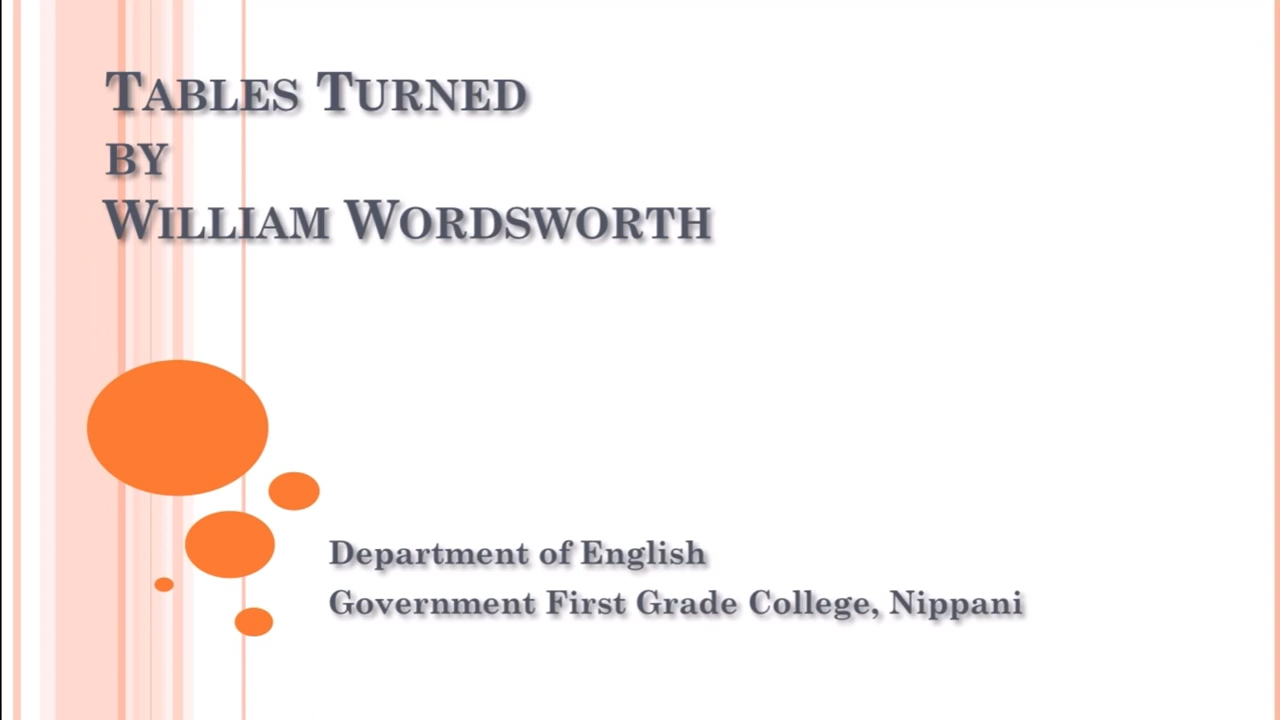 TABLES TURNED
BY
WILLIAM WORDSWORTH
Department of English
Government First Grade College, Nippani